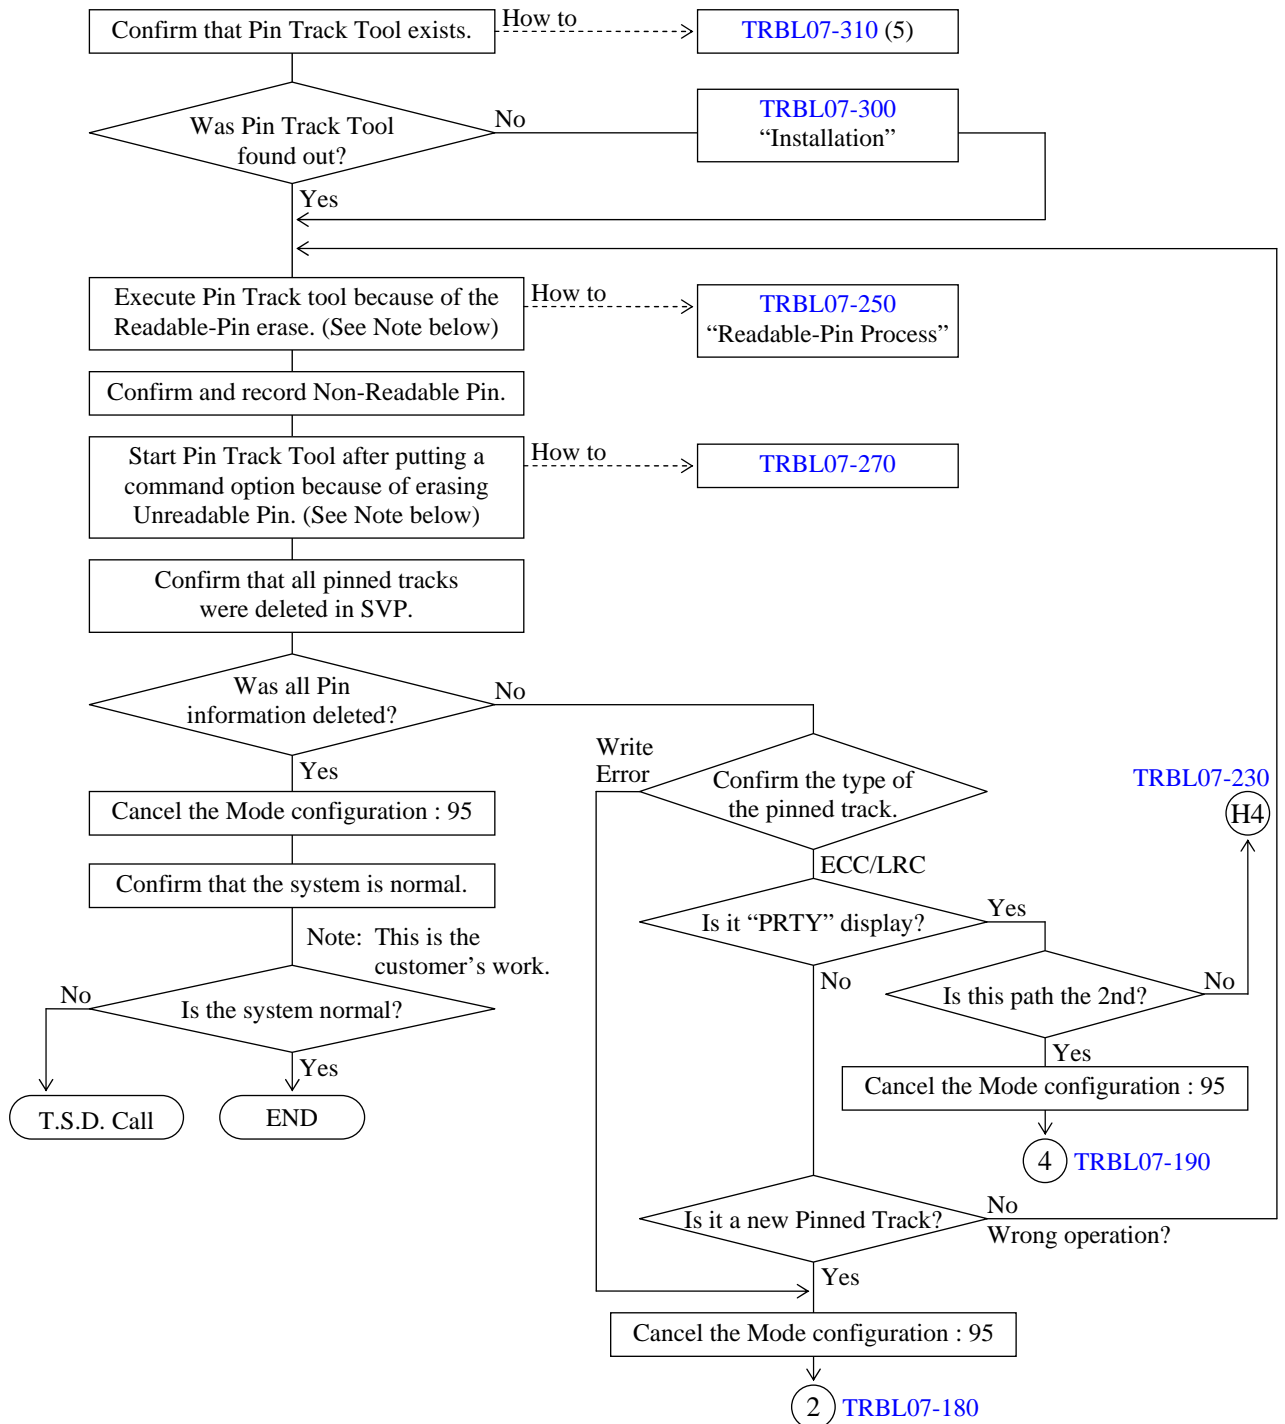 Confirm that Pin Track Tool exists.
How to
TRBL07-310 (5)
Was Pin Track Tool
found out?
No
TRBL07-300
“Installation”
Yes
Execute Pin Track tool because of the
Readable-Pin erase. (See Note below)
How to
TRBL07-250
“Readable-Pin Process”
Confirm and record Non-Readable Pin.
Start Pin Track Tool after putting a
command option because of erasing
Unreadable Pin. (See Note below)
How to
TRBL07-270
Confirm that all pinned tracks
were deleted in SVP.
Was all Pin
information deleted?
No
Yes
Write
Error
Confirm the type of
the pinned track.
TRBL07-230
H4
Cancel the Mode configuration : 95
ECC/LRC
Confirm that the system is normal.
Is it “PRTY” display?
Yes
Note: This is the
customer’s work.
No
Is this path the 2nd?
No
No
Is the system normal?
Yes
Yes
Cancel the Mode configuration : 95
T.S.D. Call
END
4
TRBL07-190
Is it a new Pinned Track?
No
Wrong operation?
Yes
Cancel the Mode configuration : 95
2
TRBL07-180